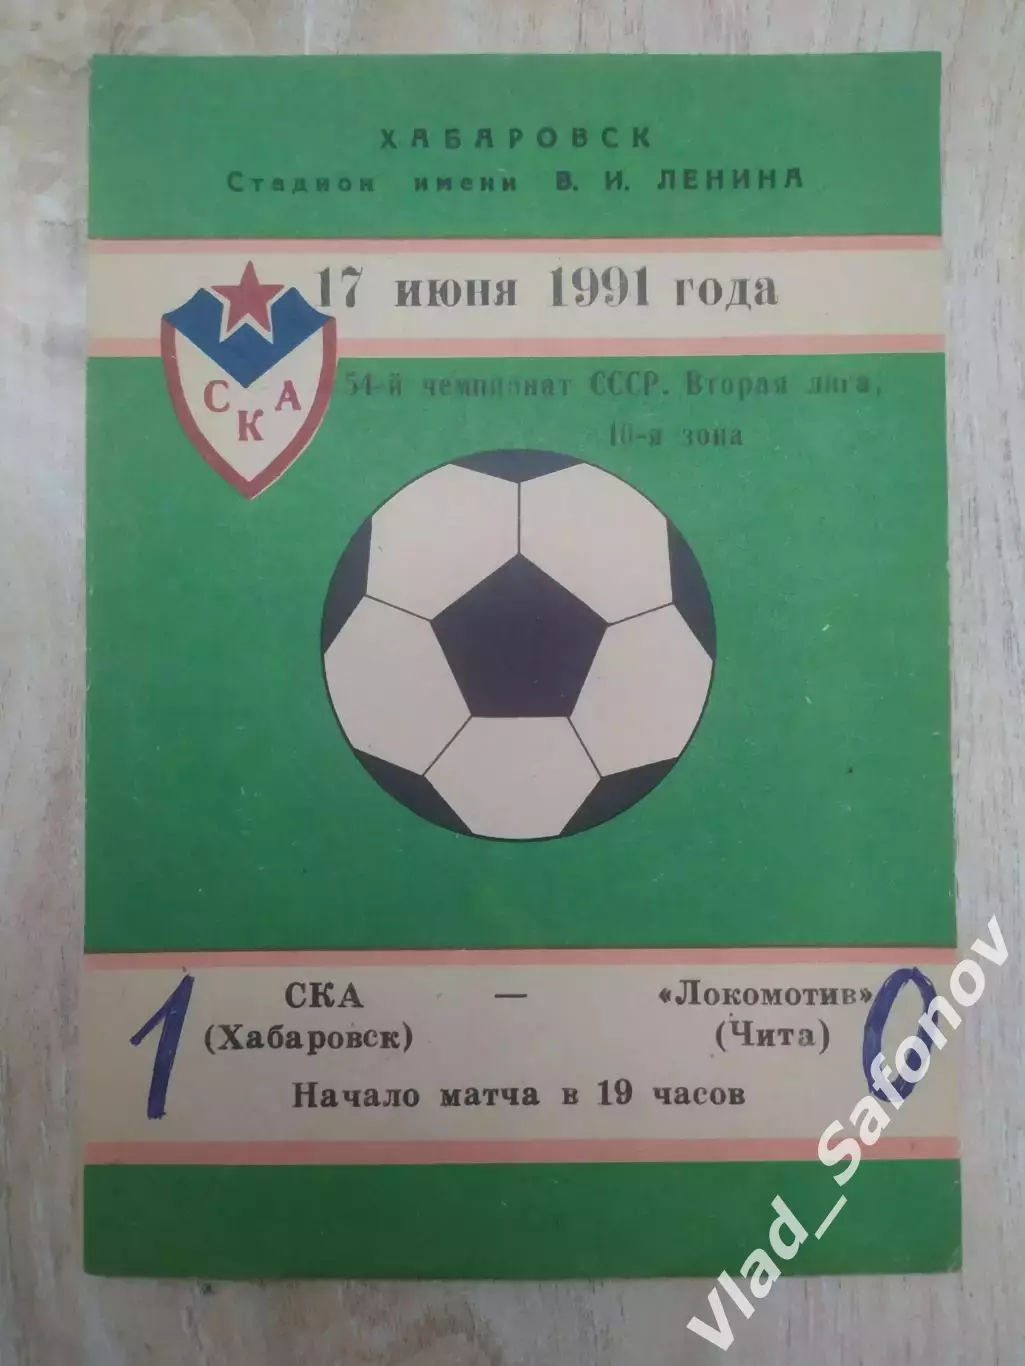 ХАБАРОВСК
Стадион имени В. И. ЛЕНИНА
17 июня 1991 года
СКА
54-й чемпионат СССР. Вторая лига,
10-я зона
1 СКА — «Локомотив» 0
(Хабаровск) (Чита)
Начало матча в 19 часов
Vlad_Safonov